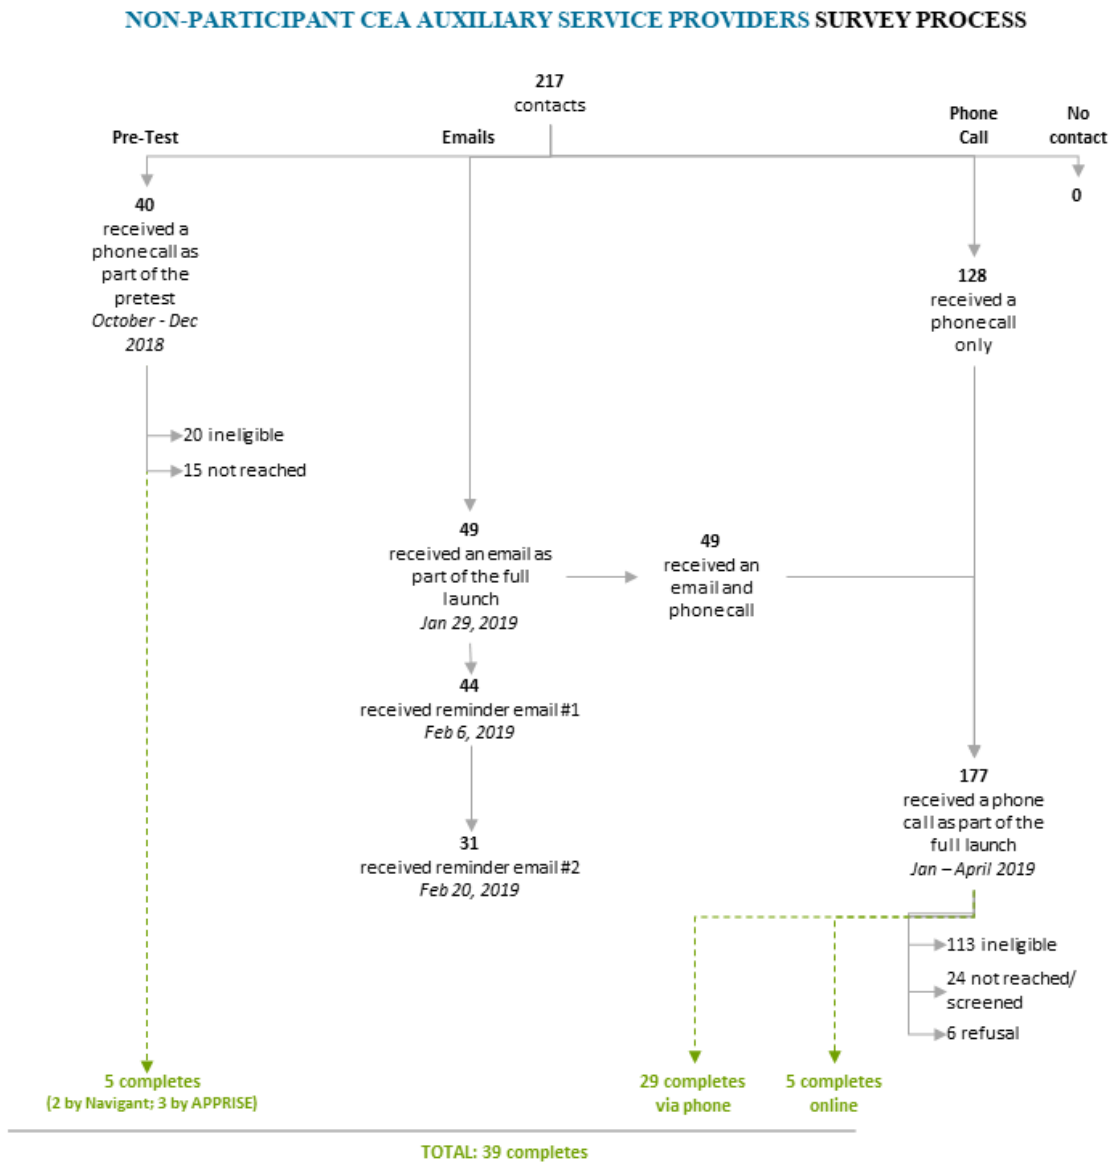 NON-PARTICIPANT CEA AUXILIARY SERVICE PROVIDERS SURVEY PROCESS
217
contacts
Pre-Test
Emails
Phone
Call
No
contact
40
received a
phone call as
part of the
pretest
October - Dec
2018
0
128
received a
phone call
only
20 ineligible
15 not reached
49
received an email as
part of the full
launch
Jan 29, 2019
49
received an
email and
phone call
44
received reminder email #1
Feb 6, 2019
31
received reminder email #2
Feb 20, 2019
177
received a phone
call as part of the
full launch
Jan – April 2019
113 ineligible
24 not reached/
screened
6 refusal
5 completes
(2 by Navigant; 3 by APPRISE)
29 completes
via phone
5 completes
online
TOTAL: 39 completes